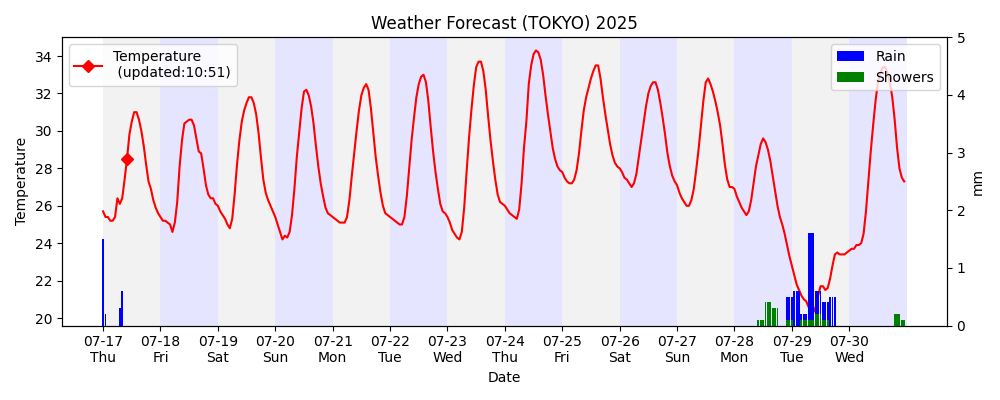 Weather Forecast (TOKYO) 2025
Temperature
(updated:10:51)
Rain
Showers
Temperature
34
32
30
28
26
24
22
20
5
4
3
2
1
0
mm
07-17 07-18 07-19 07-20 07-21 07-22 07-23 07-24 07-25 07-26 07-27 07-28 07-29 07-30
Thu Fri Sat Sun Mon Tue Wed Thu Fri Sat Sun Mon Tue Wed
Date